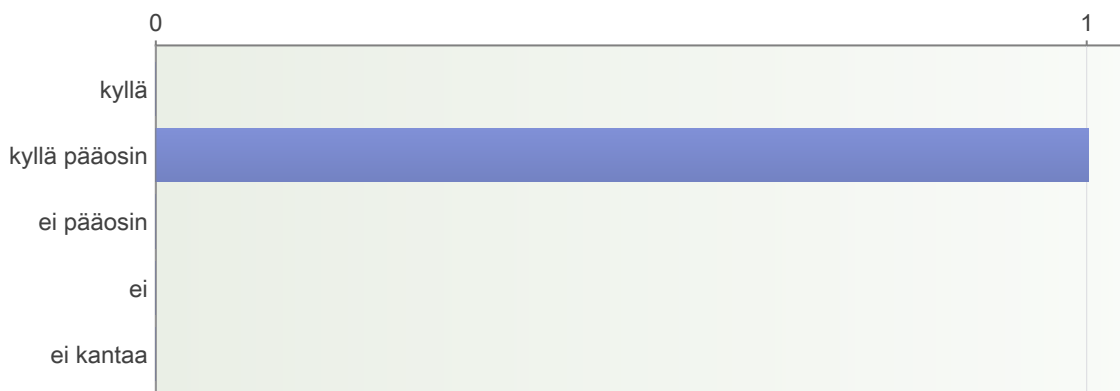 0 1
kyllä
kyllä pääosin
ei pääosin
ei
ei kantaa